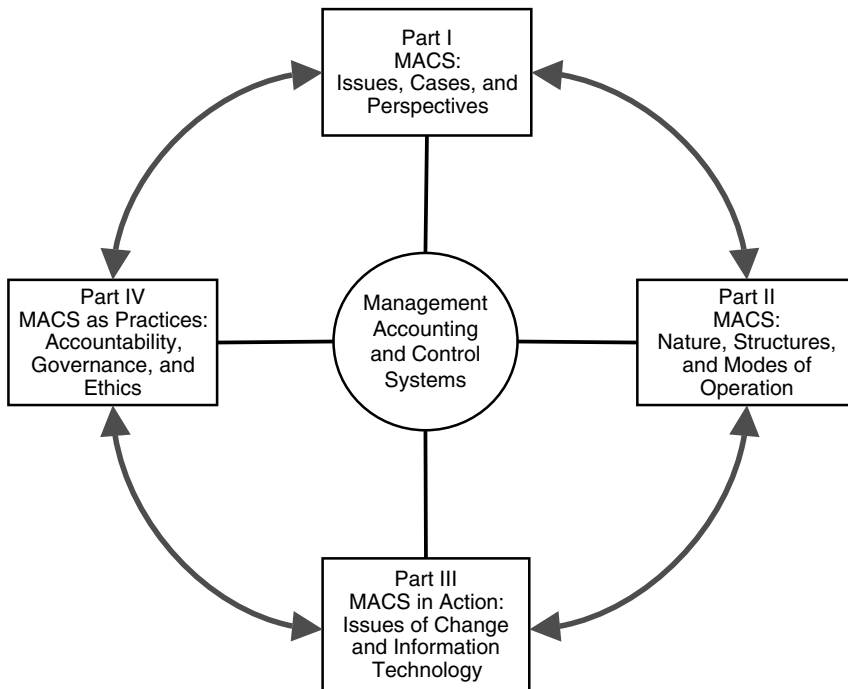 Part I
MACS:
Issues, Cases, and
Perspectives
Part IV
MACS as Practices:
Accountability,
Governance, and
Ethics
Management
Accounting
and Control
Systems
Part II
MACS:
Nature, Structures,
and Modes of
Operation
Part III
MACS in Action:
Issues of Change
and Information
Technology